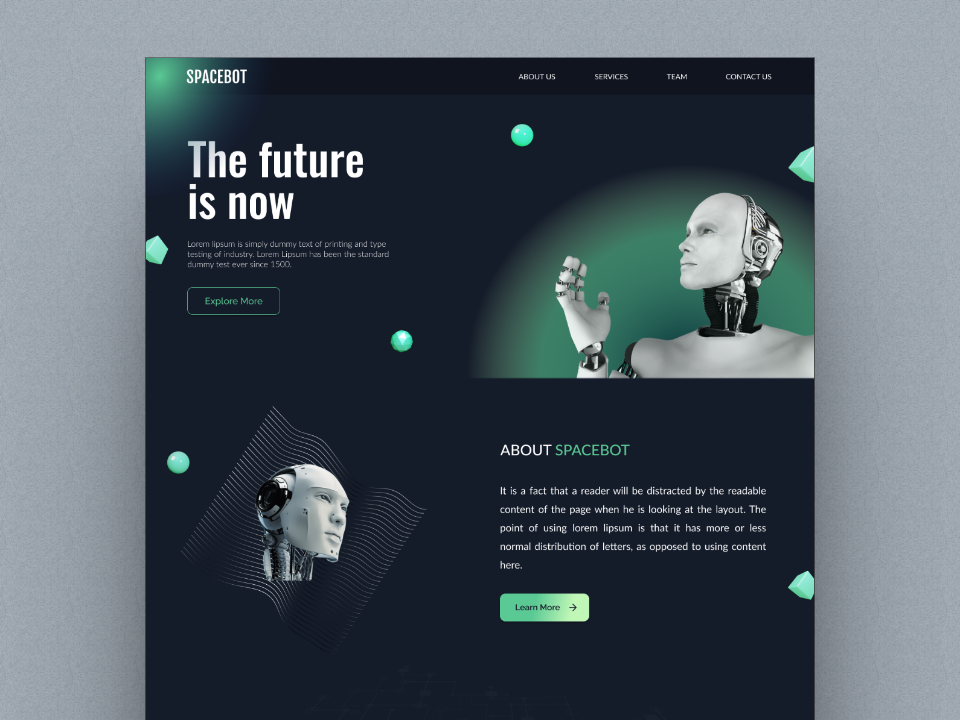 SPACEBOT
ABOUT US
SERVICES
TEAM
CONTACT US
The future
is now
Lorem lipsum is simply dummy text of printing and type
testing of industry. Lorem Lipsum has been the standard
dummy test ever since 1500.
Explore More
ABOUT SPACEBOT
It is a fact that a reader will be distracted by the readable
content of the page when he is looking at the layout. The
point of using lorem lipsum is that it has more or less
normal distribution of letters, as opposed to using content
here.
Learn More →